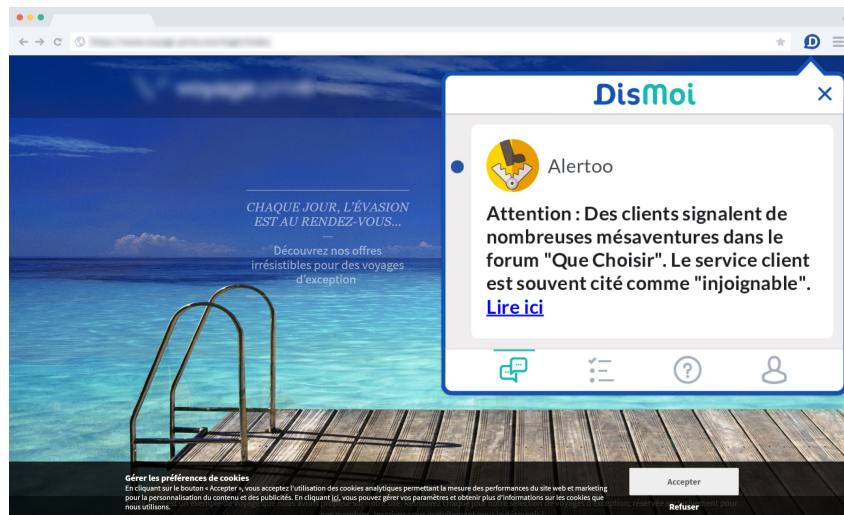 DisMoi
Alertoo
Attention : Des clients signalent de
nombreuses mésaventures dans le
forum "Que Choisir". Le service client
est souvent cité comme "injoignable".
Lire ici
CHAQUE JOUR, L'ÉVASION
EST AU RENDEZ-VOUS...
Découvrez nos offres
irrésistibles pour des voyages
d'exception
Gérer les préférences de cookies
En cliquant sur le bouton « Accepter », vous acceptez l'utilisation des cookies analytiques permettant la mesure des performances du site web et marketing
pour la personnalisation du contenu et des publicités. En cliquant ici, vous pouvez gérer vos paramètres et obtenir plus d'informations sur les cookies que
nous utilisons.
Accepter
Refuser